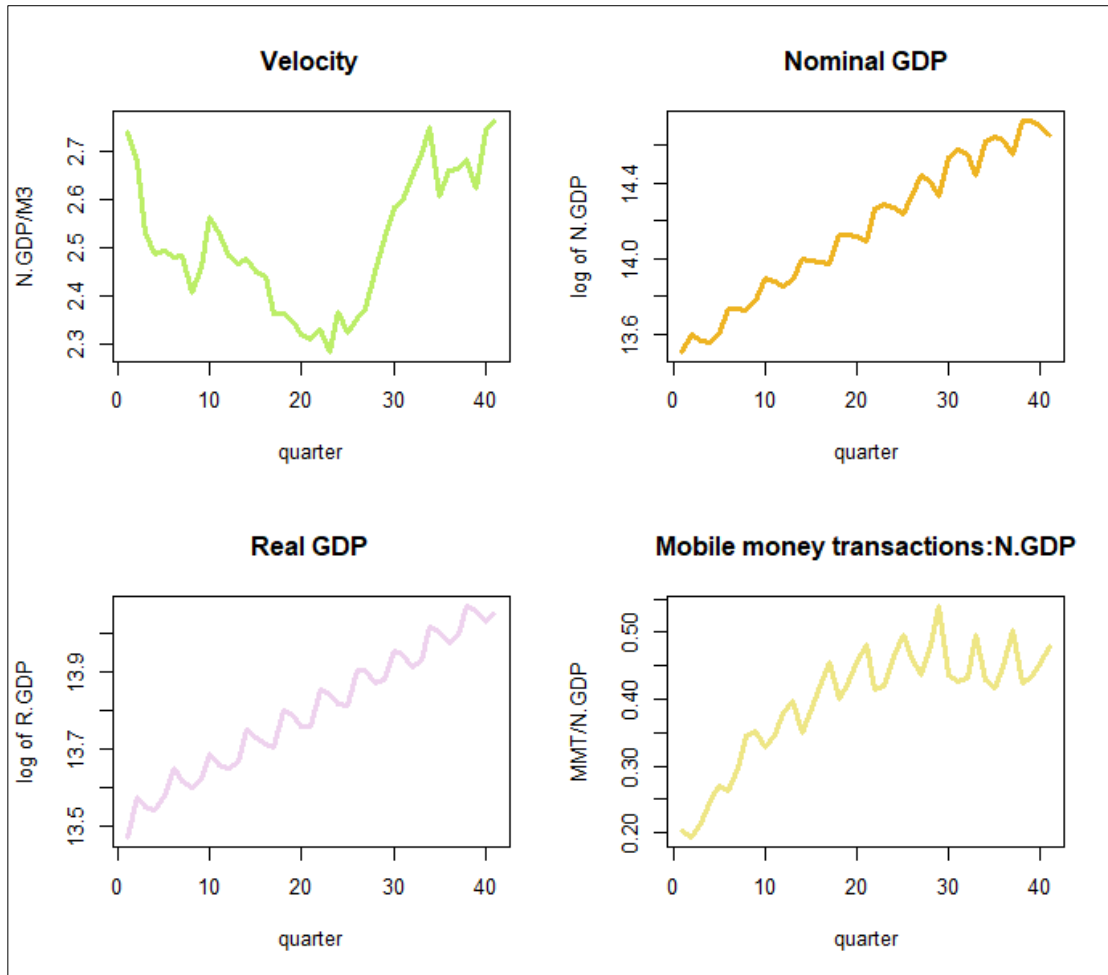 Velocity
N.GDP/M3
2.7
2.6
2.5
2.4
2.3
0 10 20 30 40
quarter
Nominal GDP
log of N.GDP
14.4
14.0
13.6
0 10 20 30 40
quarter
Real GDP
log of R.GDP
13.9
13.7
13.5
0 10 20 30 40
quarter
Mobile money transactions:N.GDP
MMT/N.GDP
0.50
0.40
0.30
0.20
0 10 20 30 40
quarter